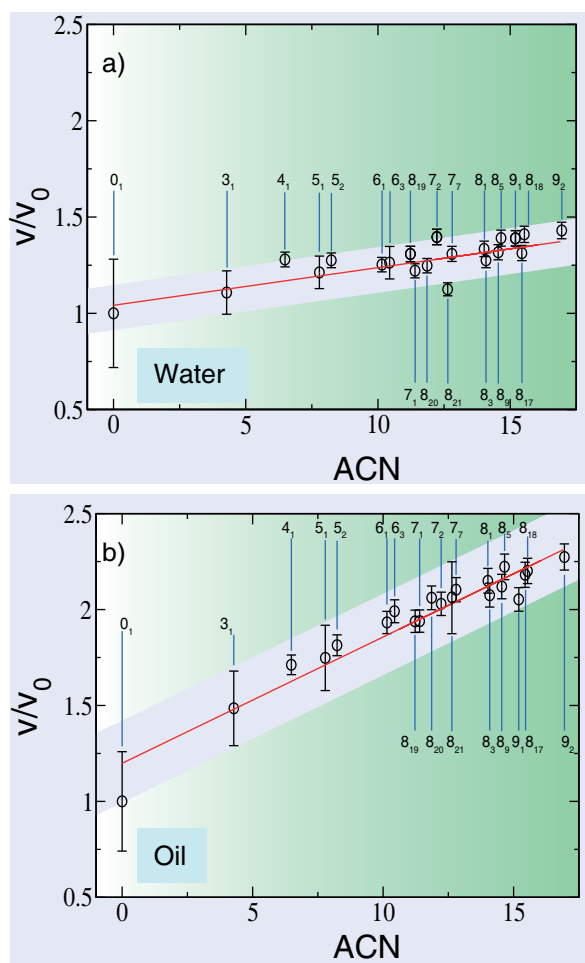 2.5
a)
2
v/v₀
0₁ 3₁ 4₁ 5₁ 5₂ 6₁ 6₃ 8₁₉ 7₂ 7₇ 8₁ 8₅ 9₁ 8₁₈ 9₂
1.5
1
Water
7₁ 8₂₀ 8₂₁ 8₃ 8₉ 8₁₇
0.5
0 5 10 15
ACN
2.5
b)
4₁ 5₁ 5₂ 6₁ 6₃ 7₁ 7₂ 7₇ 8₁ 8₅ 8₁₈
2
v/v₀
0₁ 3₁
1.5
8₁₉ 8₂₀ 8₂₁ 8₃ 8₉ 9₁ 8₁₇ 9₂
1
Oil
0.5
0 5 10 15
ACN